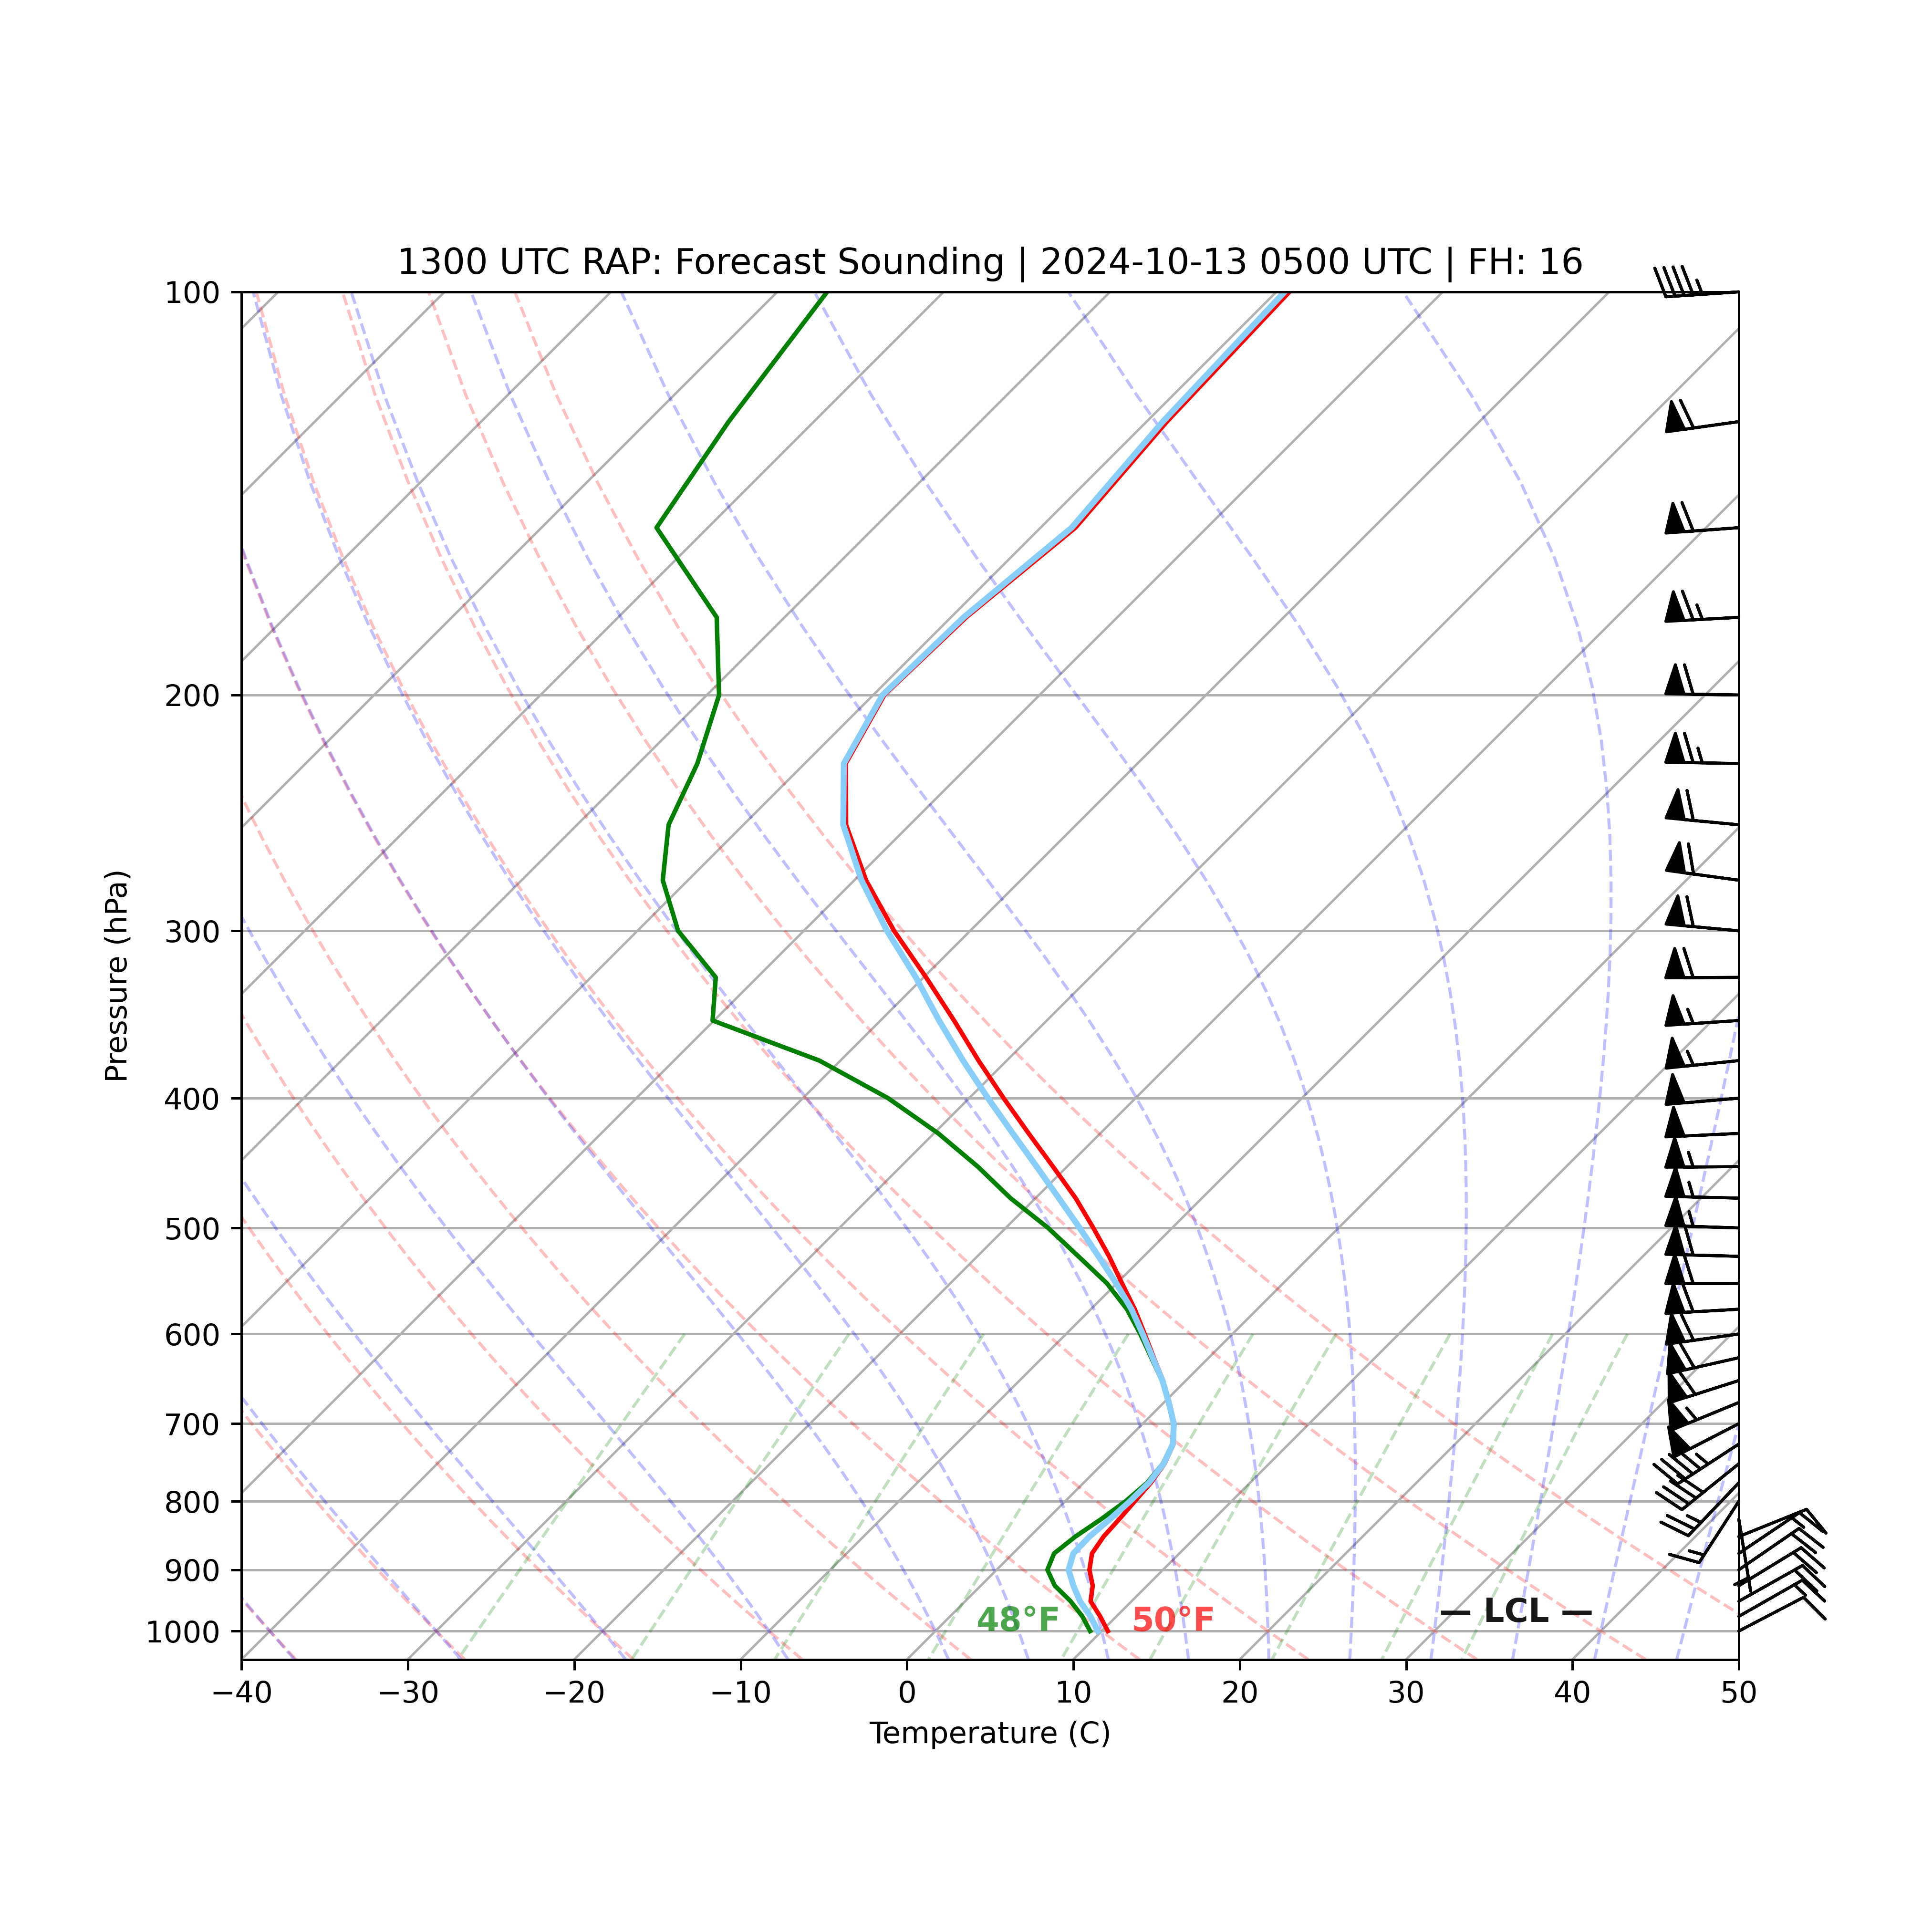 1300 UTC RAP: Forecast Sounding | 2024-10-13 0500 UTC | FH: 16
100
200
300
400
500
600
700
800
900
1000
Pressure (hPa)
48°F
50°F
— LCL —
−40 −30 −20 −10 0 10 20 30 40 50
Temperature (C)